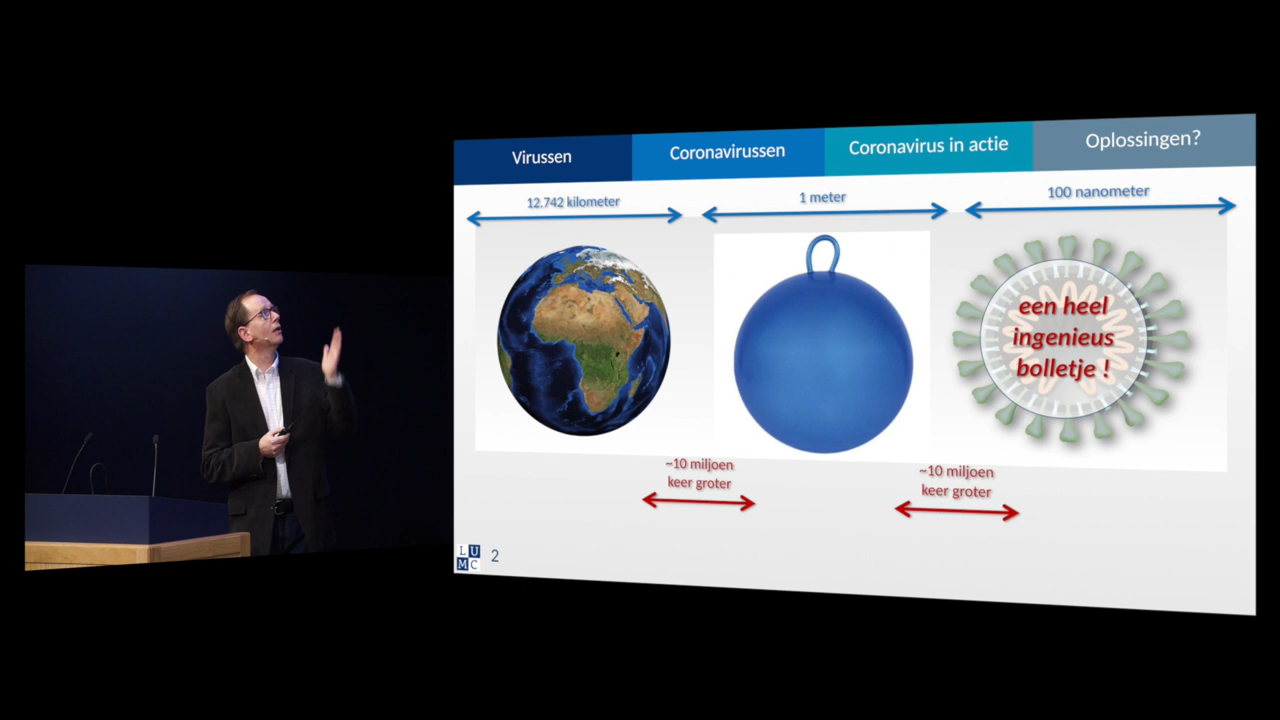 Virussen
Coronavirussen
Coronavirus in actie
Oplossingen?
12.742 kilometer
1 meter
100 nanometer
een heel
ingenieus
bolletje !
~10 miljoen
keer groter
~10 miljoen
keer groter
L U
M C
2